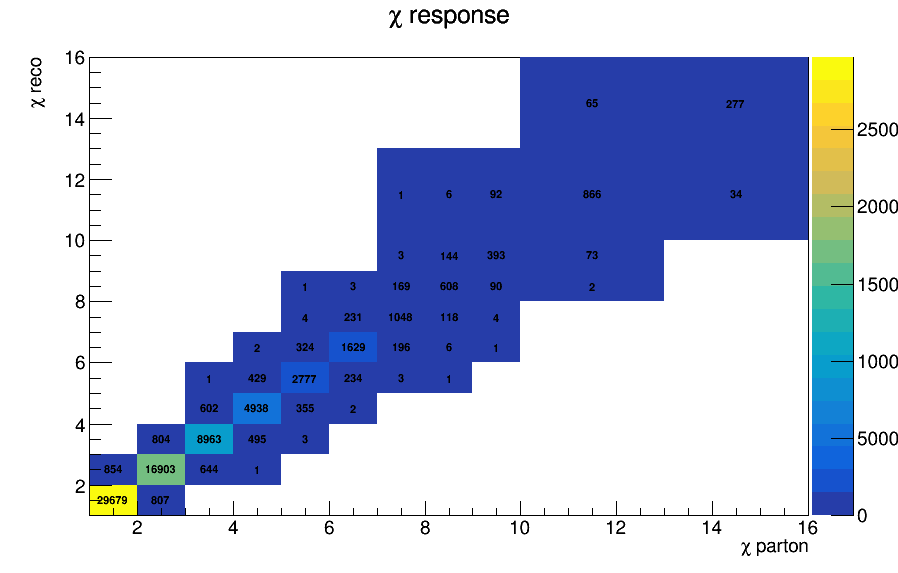 χ response
χ reco
16
14
12
10
8
6
4
2
65 277
1 6 92 866 34
3 144 393 73
1 3 169 608 90 2
4 231 1048 118 4
2 324 1629 196 6 1
1 429 2777 234 3 1
602 4938 355 2
804 8963 495 3
854 16903 644 1
29679 807
2 4 6 8 10 12 14 16
χ parton
2500
2000
1500
1000
5000
0